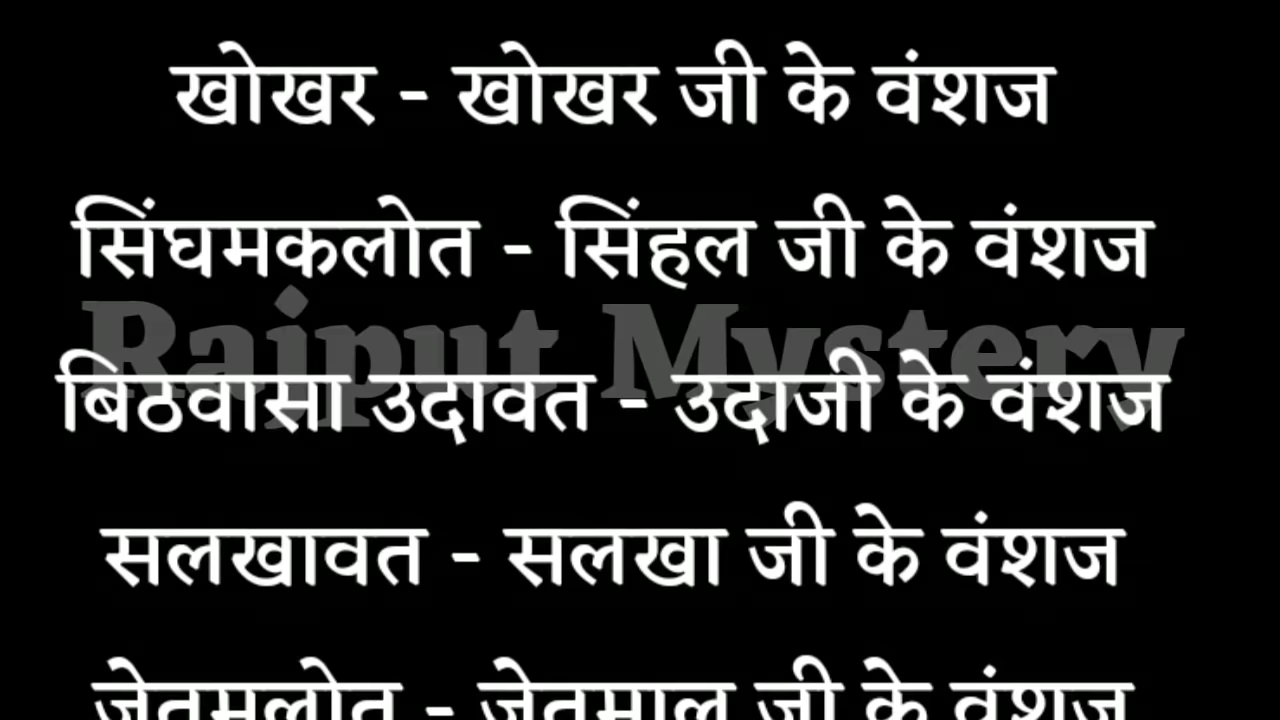 खोखर - खोखर जी के वंशज
सिंघमकलोत - सिंहल जी के वंशज
Rajput Mystery
बिठवासा उदावत - उदाजी के वंशज
सलखावत - सलखा जी के वंशज
जेतमलोत - जेतमाल जी के वंशज